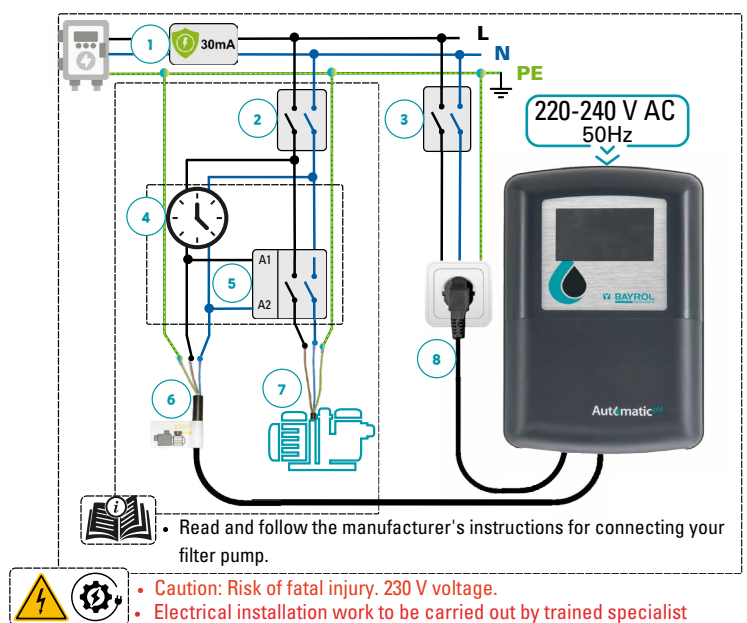 1
30mA
L
N
PE
2
3
220-240 V AC
50Hz
4
A1
5
A2
BAYROL
8
6
7
Automatic pH
i
• Read and follow the manufacturer's instructions for connecting your
filter pump.
• Caution: Risk of fatal injury. 230 V voltage.
• Electrical installation work to be carried out by trained specialist